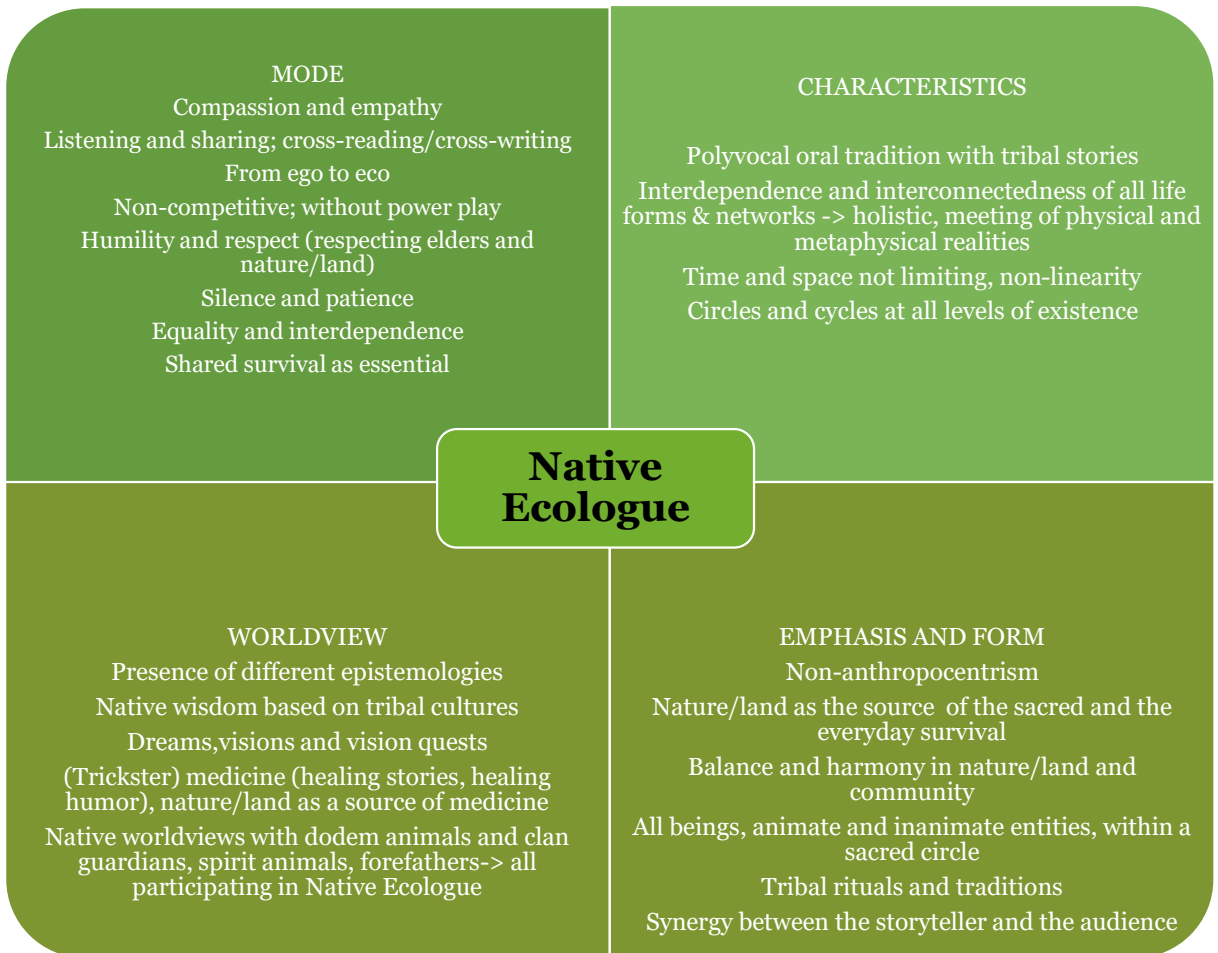 MODE
Compassion and empathy
Listening and sharing; cross-reading/cross-writing
From ego to eco
Non-competitive; without power play
Humility and respect (respecting elders and
nature/land)
Silence and patience
Equality and interdependence
Shared survival as essential
CHARACTERISTICS
Polyvocal oral tradition with tribal stories
Interdependence and interconnectedness of all life
forms & networks -> holistic, meeting of physical and
metaphysical realities
Time and space not limiting, non-linearity
Circles and cycles at all levels of existence
Native
Ecologue
WORLDVIEW
Presence of different epistemologies
Native wisdom based on tribal cultures
Dreams,visions and vision quests
(Trickster) medicine (healing stories, healing
humor), nature/land as a source of medicine
Native worldviews with dodem animals and clan
guardians, spirit animals, forefathers-> all
participating in Native Ecologue
EMPHASIS AND FORM
Non-anthropocentrism
Nature/land as the source of the sacred and the
everyday survival
Balance and harmony in nature/land and
community
All beings, animate and inanimate entities, within a
sacred circle
Tribal rituals and traditions
Synergy between the storyteller and the audience